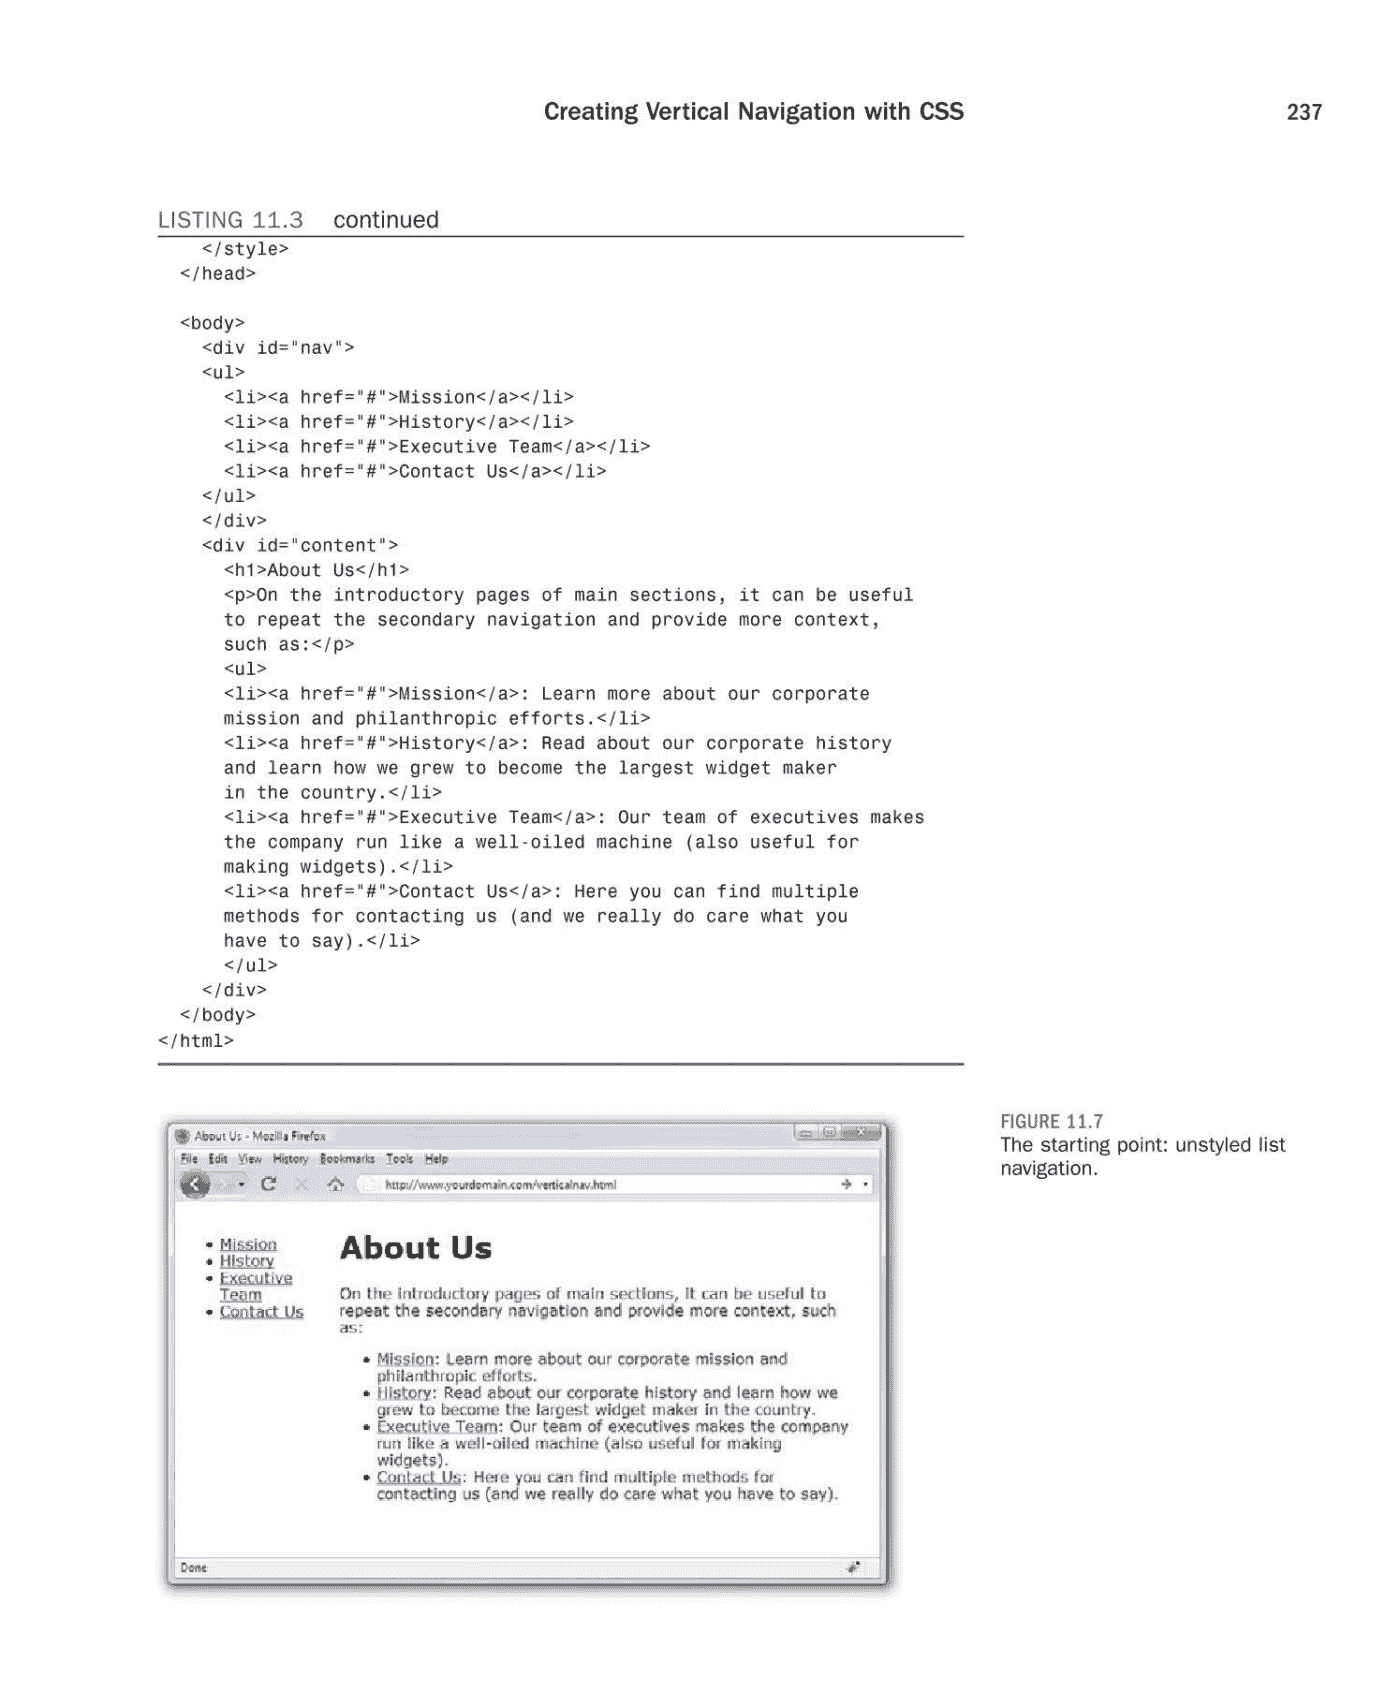 Creating Vertical Navigation with CSS 237
LISTING 11.3 continued
</style>
</head>
<body>
<div id="nav">
<ul>
<li><a href="#">Mission</a></li>
<li><a href="#">History</a></li>
<li><a href="#">Executive Team</a></li>
<li><a href="#">Contact Us</a></li>
</ul>
</div>
<div id="content">
<h1>About Us</h1>
<p>On the introductory pages of main sections, it can be useful
to repeat the secondary navigation and provide more context,
such as:</p>
<ul>
<li><a href="#">Mission</a>: Learn more about our corporate
mission and philanthropic efforts.</li>
<li><a href="#">History</a>: Read about our corporate history
and learn how we grew to become the largest widget maker
in the country.</li>
<li><a href="#">Executive Team</a>: Our team of executives makes
the company run like a well-oiled machine (also useful for
making widgets).</li>
<li><a href="#">Contact Us</a>: Here you can find multiple
methods for contacting us (and we really do care what you
have to say).</li>
</ul>
</div>
</body>
</html>
About Us - Mozilla Firefox
File Edit View History Bookmarks Tools Help
http://www.yourdomain.com/verticalnav.html
Mission
History
Executive
Team
Contact Us
About Us
On the introductory pages of main sections, it can be useful to
repeat the secondary navigation and provide more context, such
as:
Mission: Learn more about our corporate mission and
philanthropic efforts.
History: Read about our corporate history and learn how we
grew to become the largest widget maker in the country.
Executive Team: Our team of executives makes the company
run like a well-oiled machine (also useful for making
widgets).
Contact Us: Here you can find multiple methods for
contacting us (and we really do care what you have to say).
Done
FIGURE 11.7
The starting point: unstyled list
navigation.